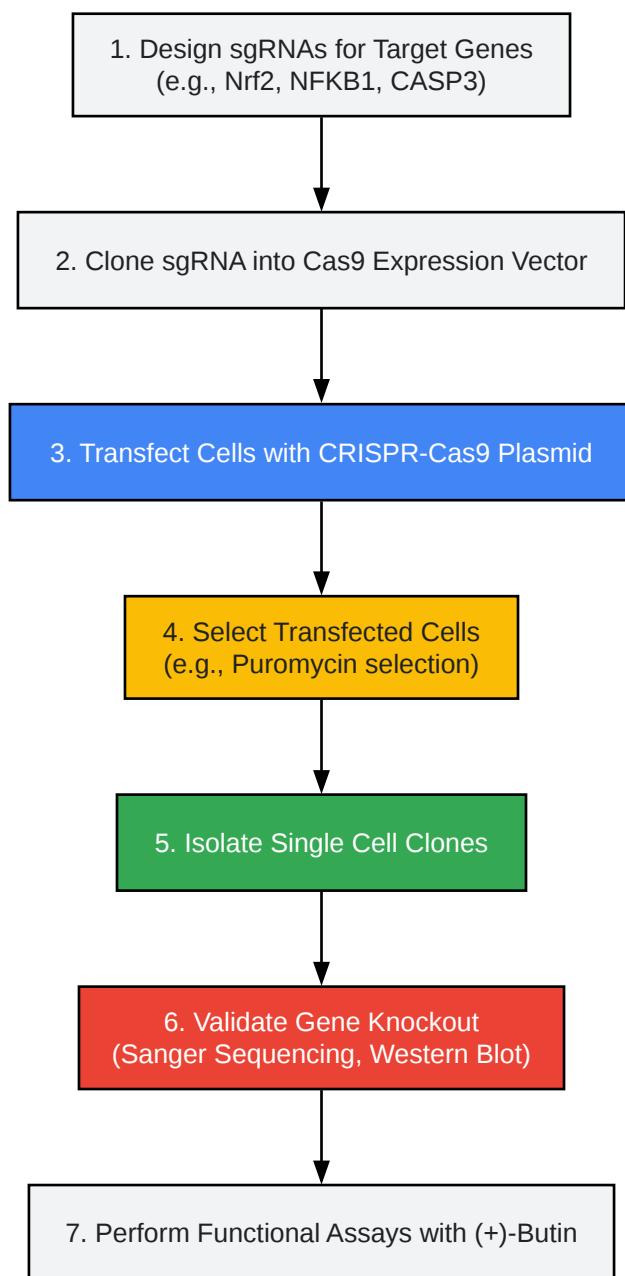 1. Design sgRNAs for Target Genes
(e.g., Nrf2, NFKB1, CASP3)
2. Clone sgRNA into Cas9 Expression Vector
3. Transfect Cells with CRISPR-Cas9 Plasmid
4. Select Transfected Cells
(e.g., Puromycin selection)
5. Isolate Single Cell Clones
6. Validate Gene Knockout
(Sanger Sequencing, Western Blot)
7. Perform Functional Assays with (+)-Butin